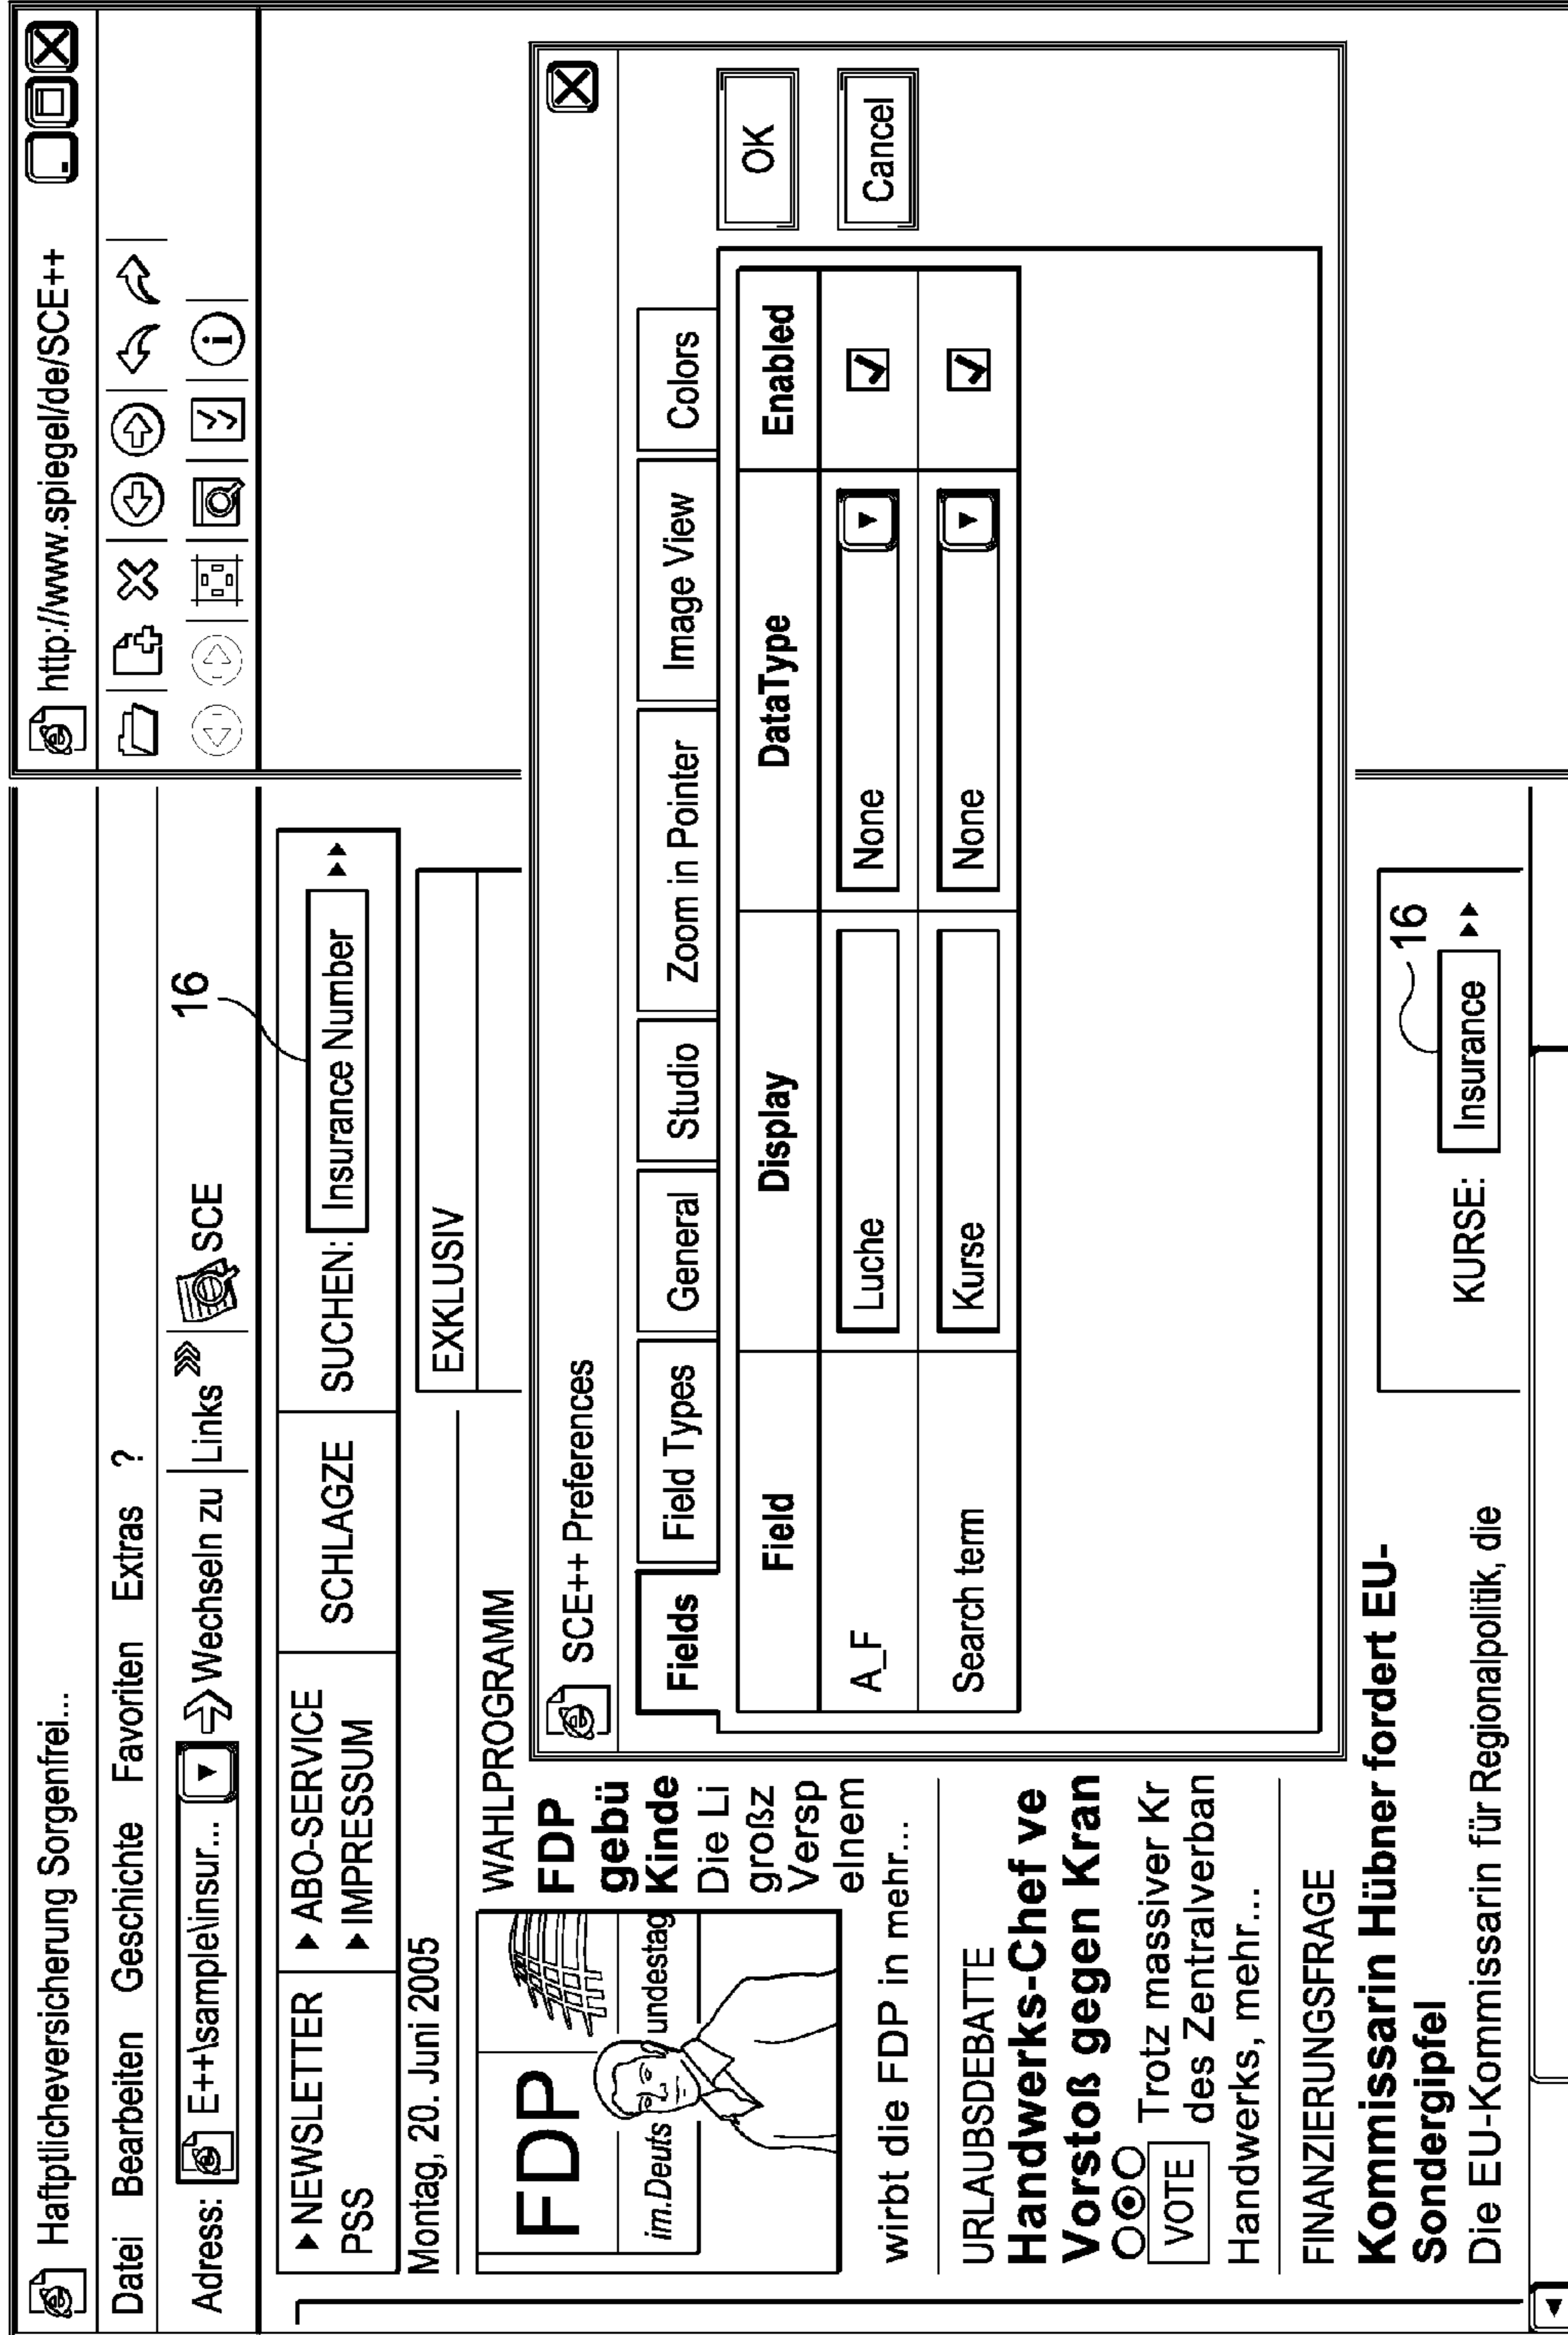 Haftplicheversicherung Sorgenfrei...
http://www.spiegel/de/SCE++
Datei Bearbeiten Geschichte Favoriten Extras ?
Adress: E++\sample\insur... Wechseln zu Links SCE
16
NEWSLETTER
PSS
ABO-SERVICE
IMPRESSUM
SCHLAGZE
SUCHEN: Insurance Number
Montag, 20. Juni 2005
EXKLUSIV
FDP
im.Deuts undestag
WAHLPROGRAMM
FDP
gebü
Kinde
Die Li
großz
Versp
elnem
wirbt die FDP in mehr...
URLAUBSDEBATTE
Handwerks-Chef ve
Vorstoß gegen Kran
Trotz massiver Kr
VOTE des Zentralverban
Handwerks, mehr...
FINANZIERUNGSFRAGE
Kommissarin Hübner fordert EU-
Sondergipfel
Die EU-Kommissarin für Regionalpolitik, die
SCE++ Preferences
Fields Field Types General Studio Zoom in Pointer Image View Colors
OK
Cancel
Field Display DataType Enabled
A_F Luche None
Search term Kurse None
16
KURSE: Insurance